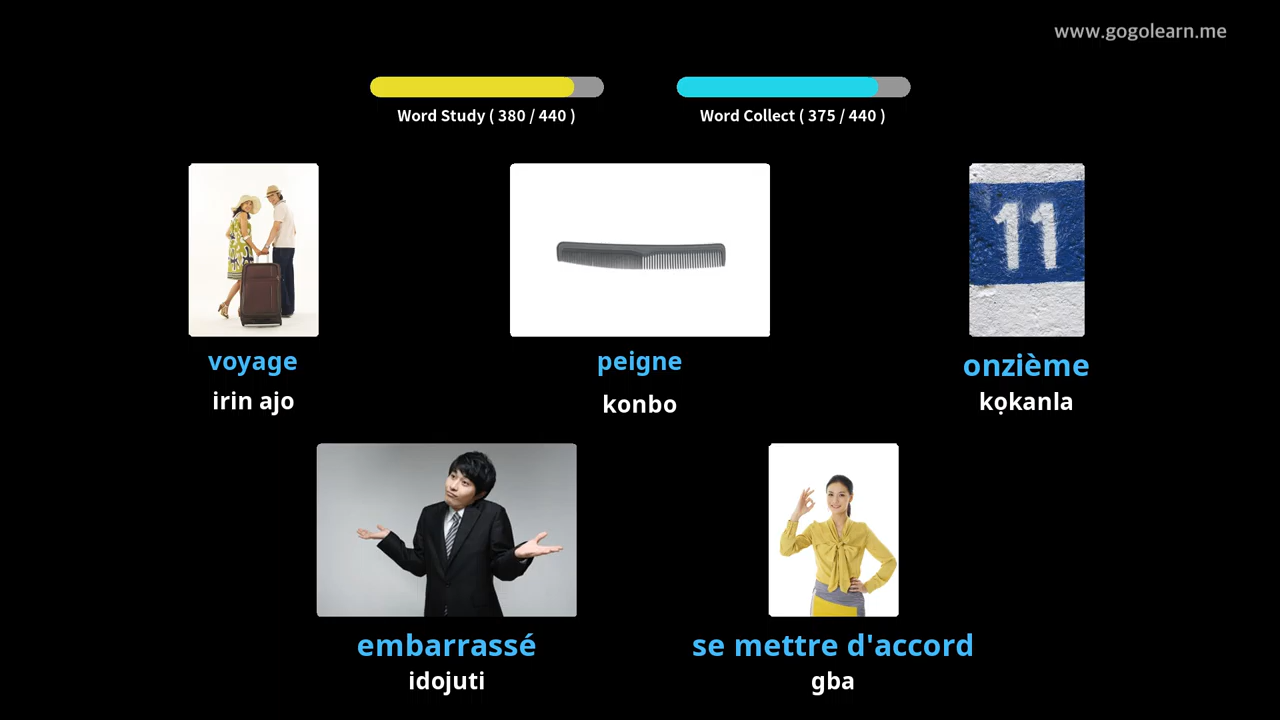 www.gogolearn.me
Word Study ( 380 / 440 )
Word Collect ( 375 / 440 )
11
voyage
irin ajo
peigne
konbo
onzième
kọkanla
embarrassé
idojuti
se mettre d'accord
gba